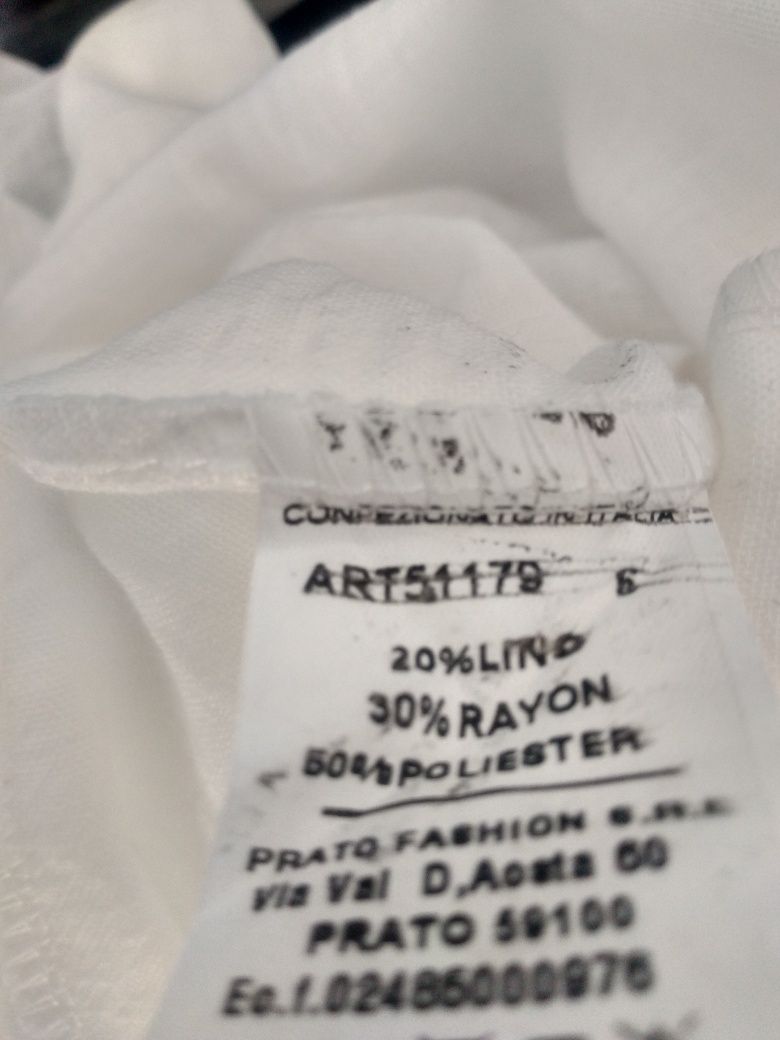 CONFEZIONATO IN ITALIA
ART51179 S
20%LINO
30%RAYON
50%POLIESTER
PRATO FASHION S.R.L
Via Val D,Aosta 60
PRATO 59100
Ec.f.02485000976